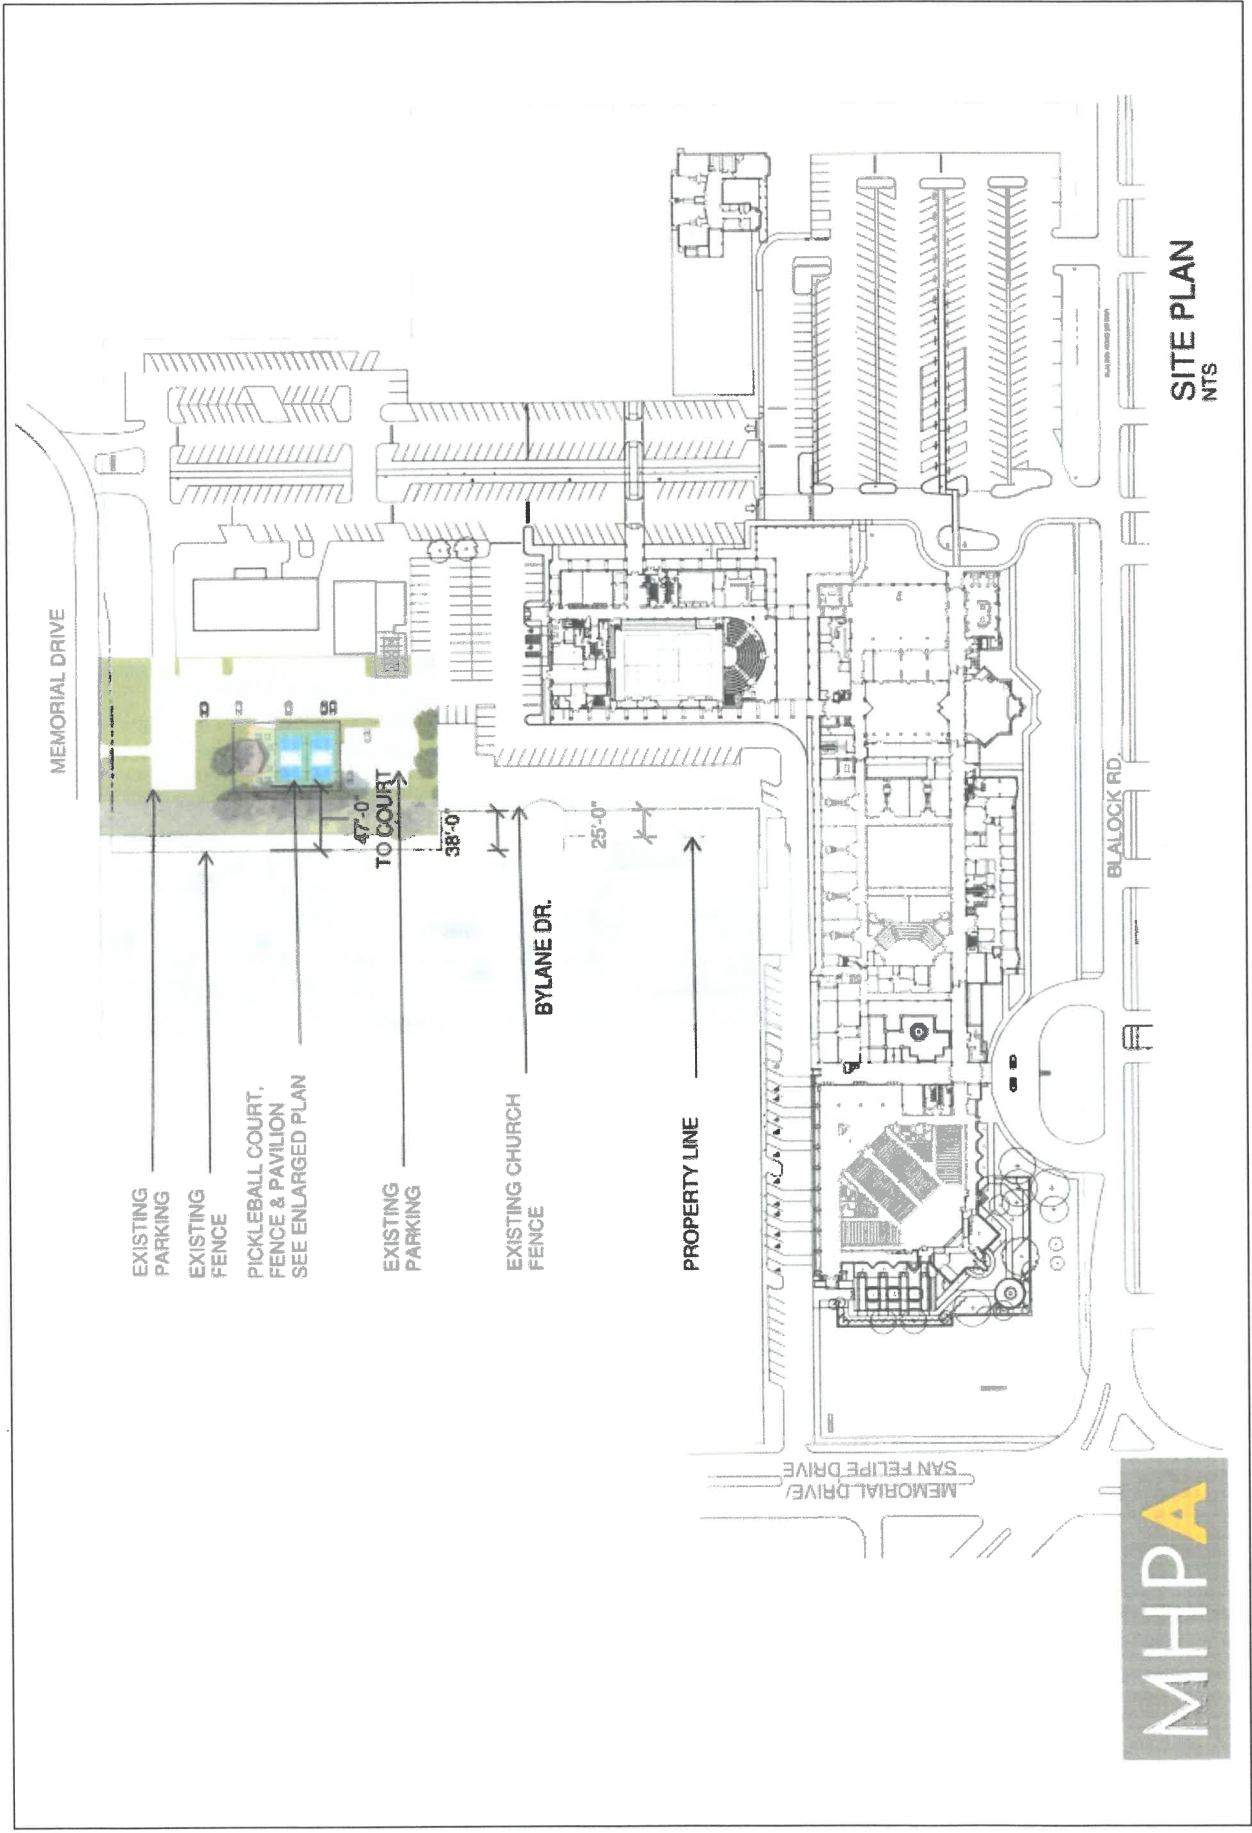 MEMORIAL DRIVE
EXISTING
PARKING
EXISTING
FENCE
PICKLEBALL COURT,
FENCE & PAVILION
SEE ENLARGED PLAN
47'-0"
TO COURT
EXISTING
PARKING
38'-0"
EXISTING CHURCH
FENCE
BYLANE DR.
25'-0"
PROPERTY LINE
MEMORIAL DRIVE/
SAN FELIPE DRIVE
BLALOCK RD.
SITE PLAN
NTS
MHPA